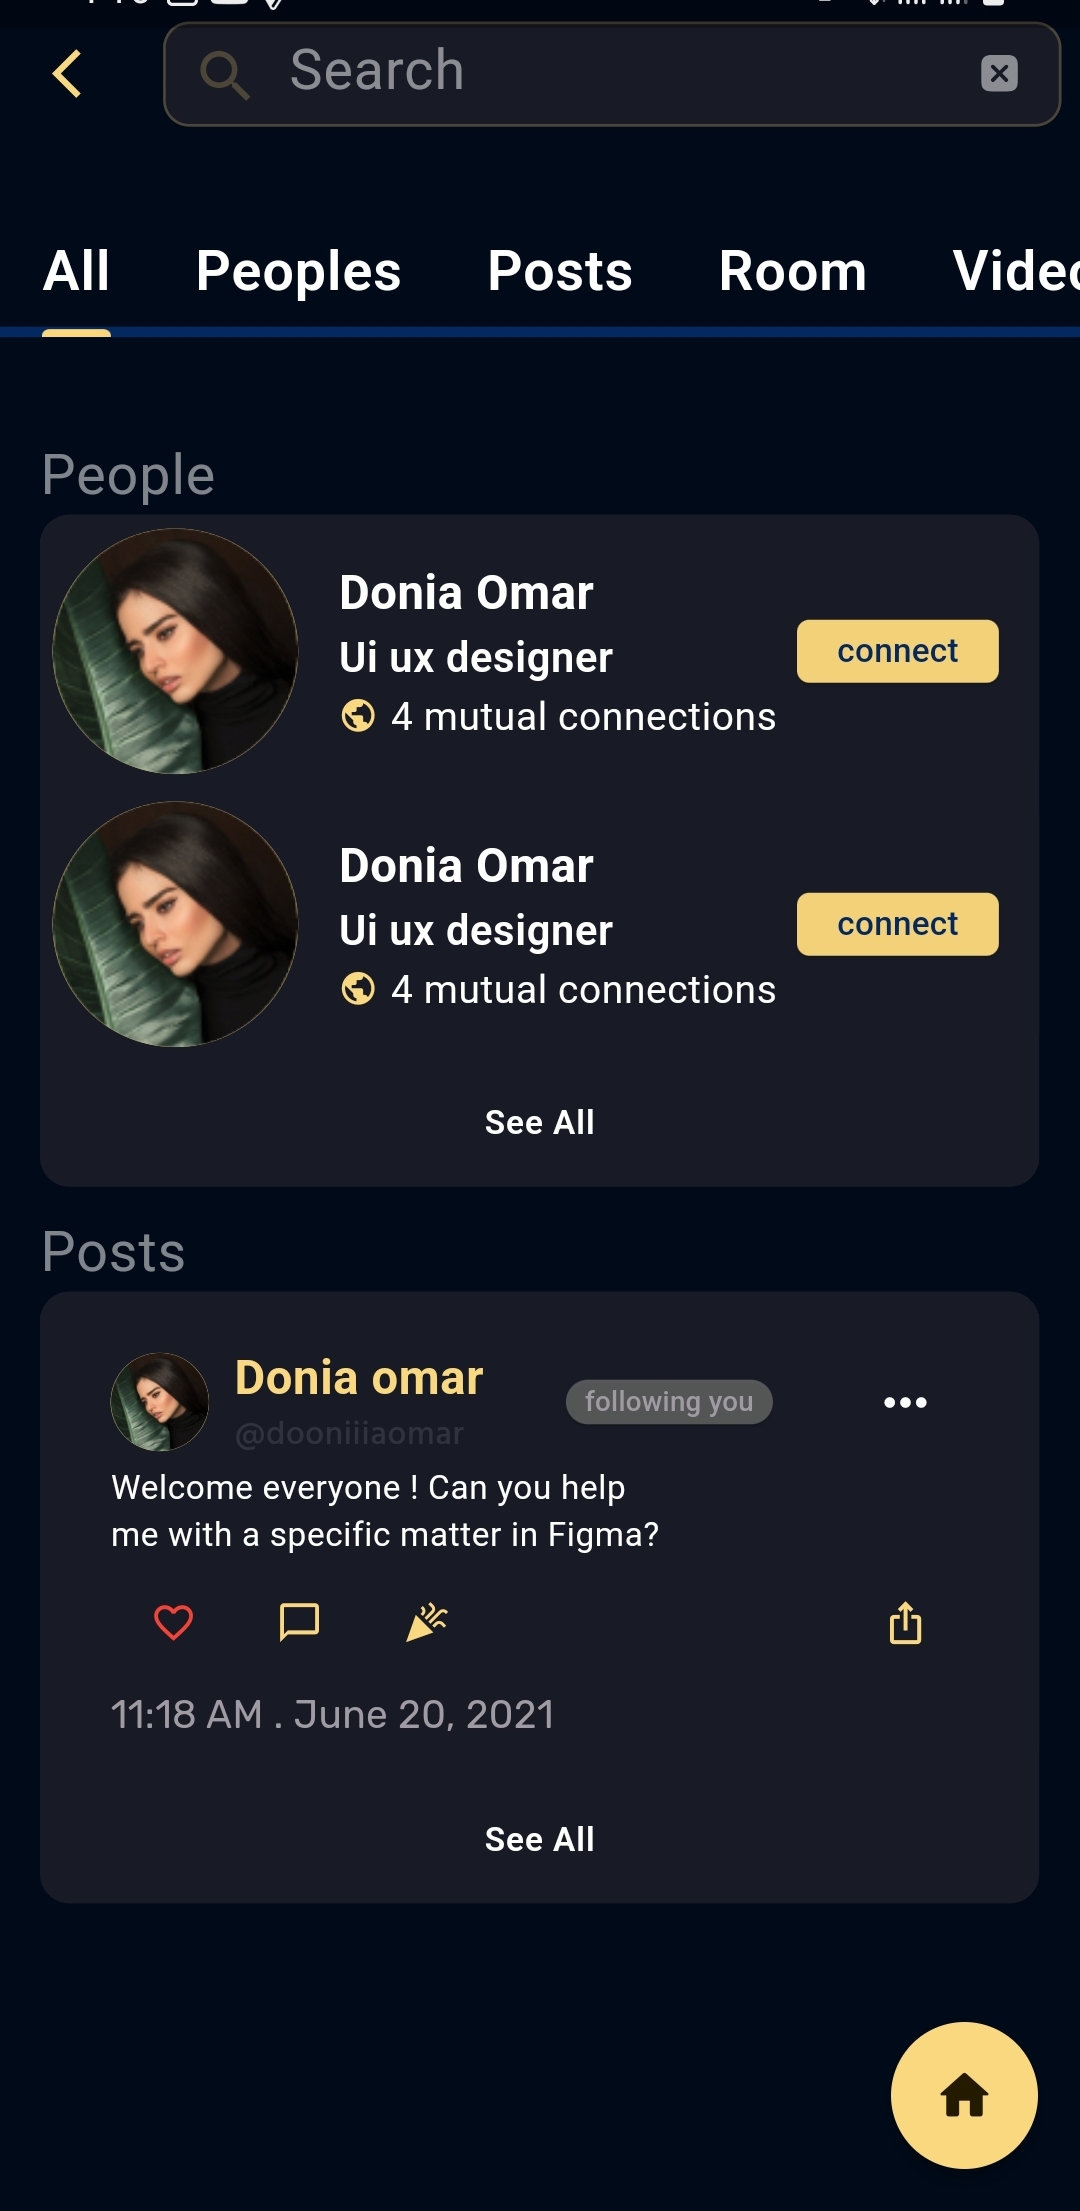 Search
All Peoples Posts Room
People
Donia Omar
Ui ux designer
connect
4 mutual connections
Donia Omar
Ui ux designer
connect
4 mutual connections
See All
Posts
Donia omar
following you
@dooniiiaomar
Welcome everyone ! Can you help
me with a specific matter in Figma?
11:18 AM . June 20, 2021
See All